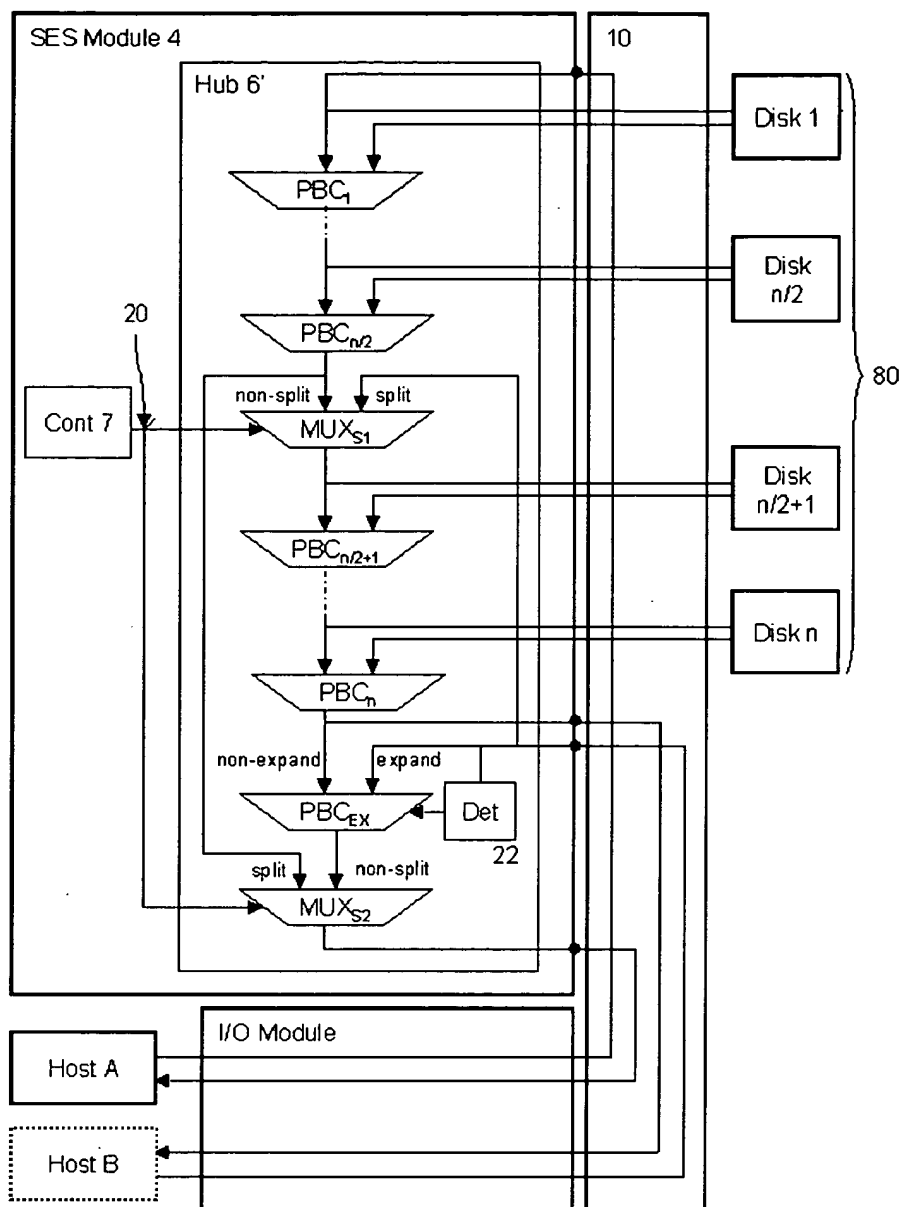 SES Module 4
10
Hub 6'
Disk 1
PBC1
Disk
n/2
20
PBCn/2
80
non-split
split
Cont 7
MUXS1
Disk
n/2+1
PBCn/2+1
Disk n
PBCn
non-expand
expand
PBCEX
Det
22
split
non-split
MUXS2
I/O Module
Host A
Host B